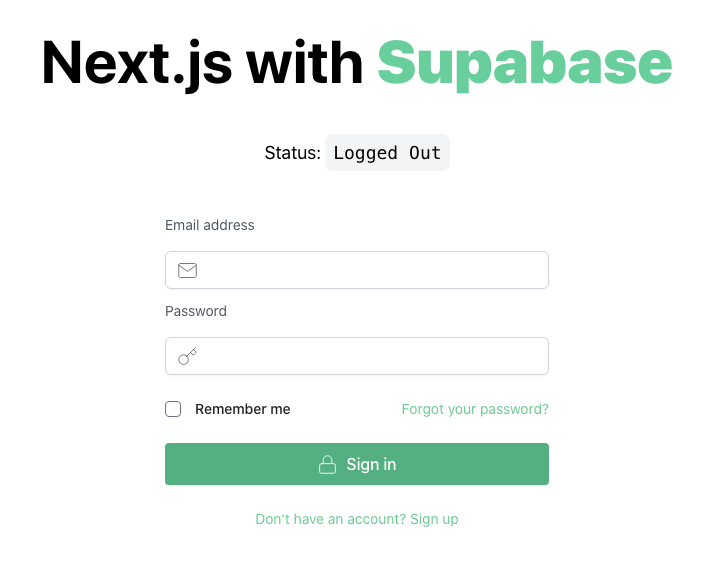 Next.js with Supabase
Status: Logged Out
Email address
Password
Remember me Forgot your password?
Sign in
Don't have an account? Sign up